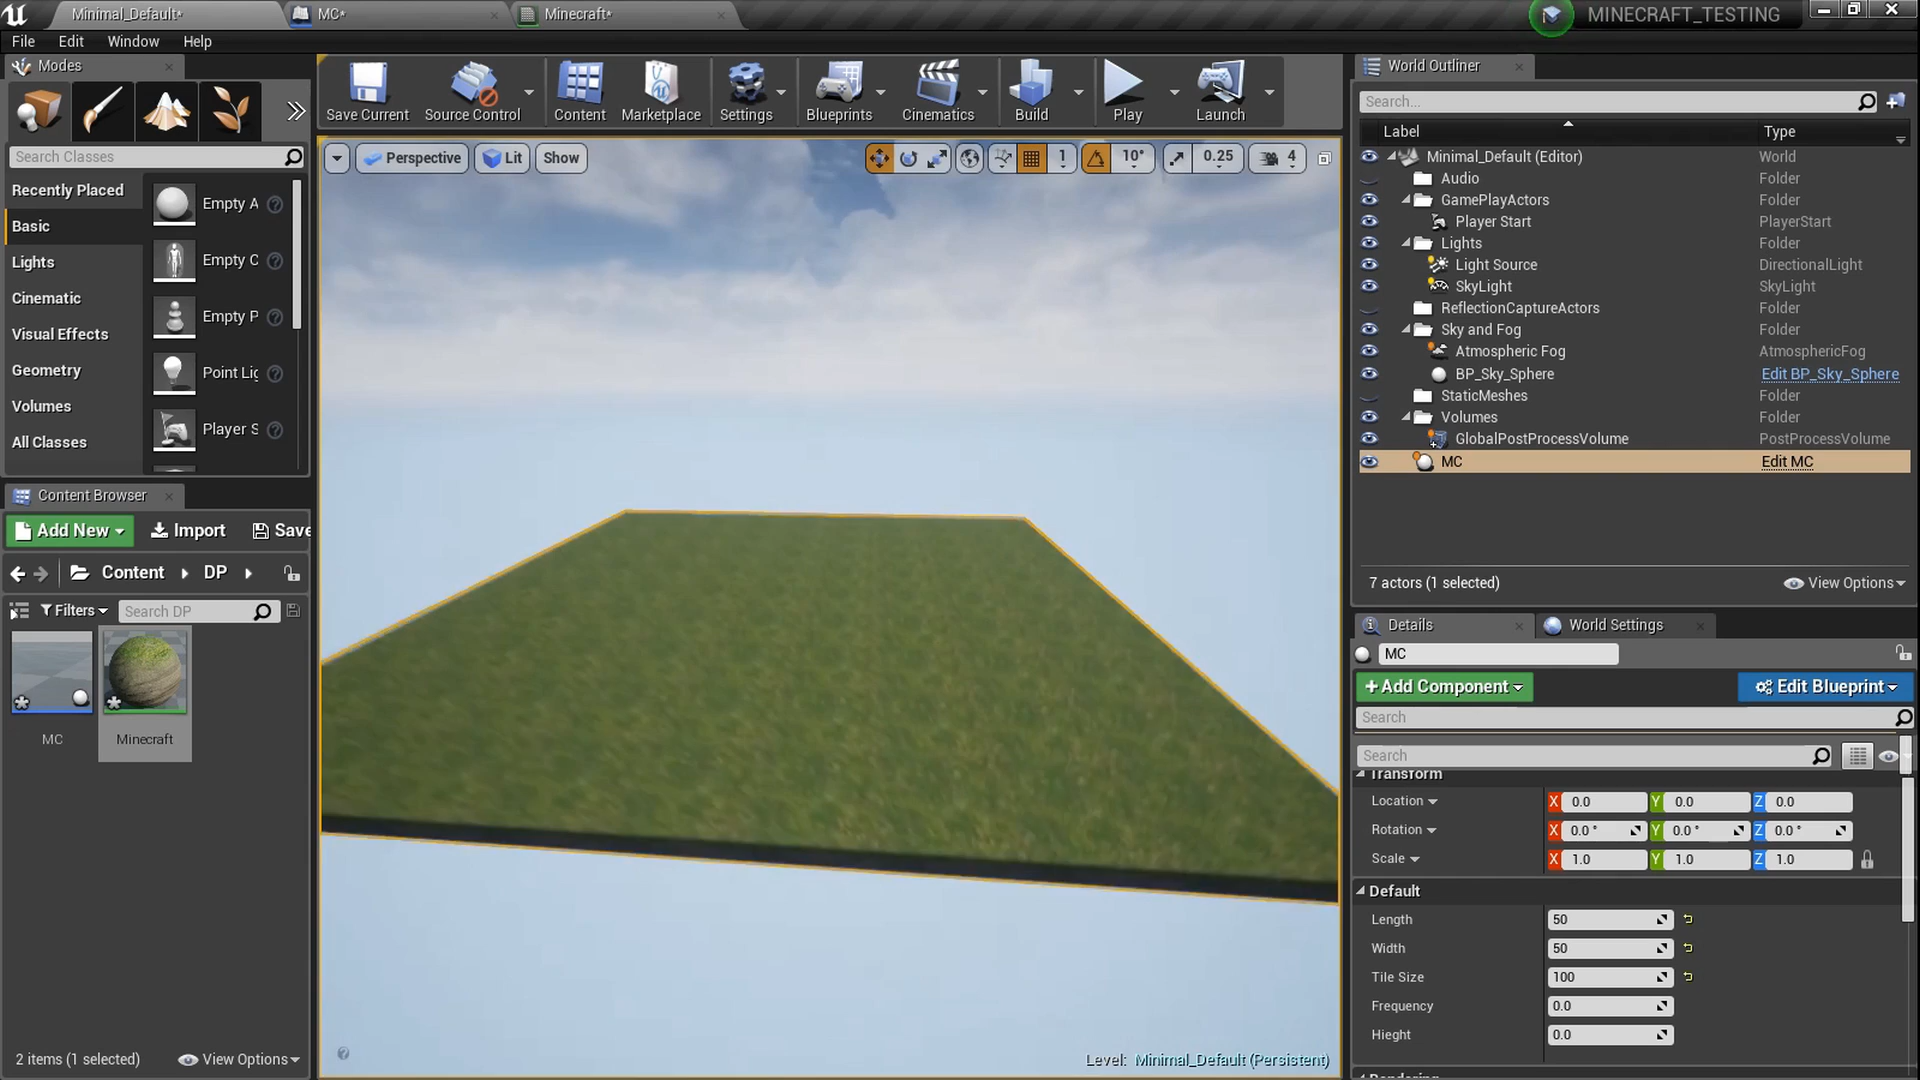 Minimal_Default*
MC*
Minecraft*
MINECRAFT_TESTING
File Edit Window Help
Modes
Search Classes
Recently Placed
Basic
Lights
Cinematic
Visual Effects
Geometry
Volumes
All Classes
Empty A
Empty C
Empty P
Point Lig
Player S
Save Current
Source Control
Content
Marketplace
Settings
Blueprints
Cinematics
Build
Play
Launch
Perspective
Lit
Show
1
10°
0.25
4
Level: Minimal_Default (Persistent)
Content Browser
Add New
Import
Save
Content
DP
Filters
Search DP
MC
Minecraft
2 items (1 selected)
View Options
World Outliner
Search...
Label Type
Minimal_Default (Editor) World
Audio Folder
GamePlayActors Folder
Player Start PlayerStart
Lights Folder
Light Source DirectionalLight
SkyLight SkyLight
ReflectionCaptureActors Folder
Sky and Fog Folder
Atmospheric Fog AtmosphericFog
BP_Sky_Sphere Edit BP_Sky_Sphere
StaticMeshes Folder
Volumes Folder
GlobalPostProcessVolume PostProcessVolume
MC Edit MC
7 actors (1 selected)
View Options
Details
World Settings
MC
+Add Component
Edit Blueprint
Search
Search
Transform
Location X 0.0 Y 0.0 Z 0.0
Rotation X 0.0 ° Y 0.0 ° Z 0.0 °
Scale X 1.0 Y 1.0 Z 1.0
Default
Length 50
Width 50
Tile Size 100
Frequency 0.0
Hieght 0.0